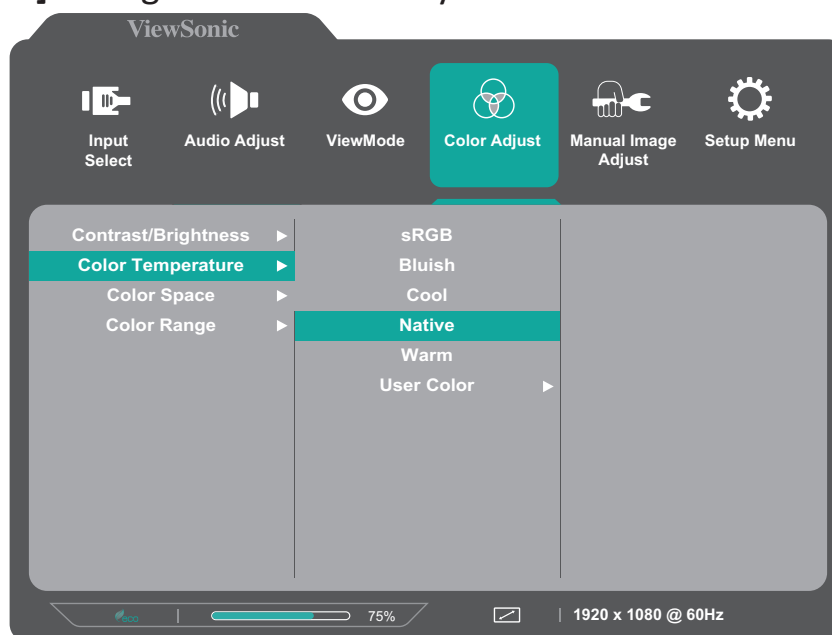 ViewSonic
Input
Select
Audio Adjust
ViewMode
Color Adjust
Manual Image
Adjust
Setup Menu
Contrast/Brightness
Color Temperature
Color Space
Color Range
sRGB
Bluish
Cool
Native
Warm
User Color
eco
75%
1920 x 1080 @ 60Hz